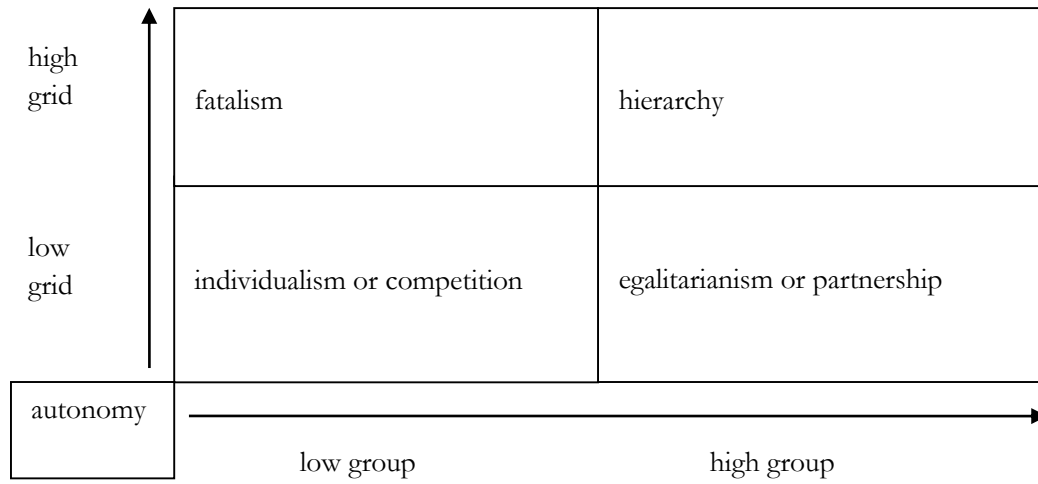 high
grid
fatalism
hierarchy
low
grid
individualism or competition
egalitarianism or partnership
autonomy
low group
high group